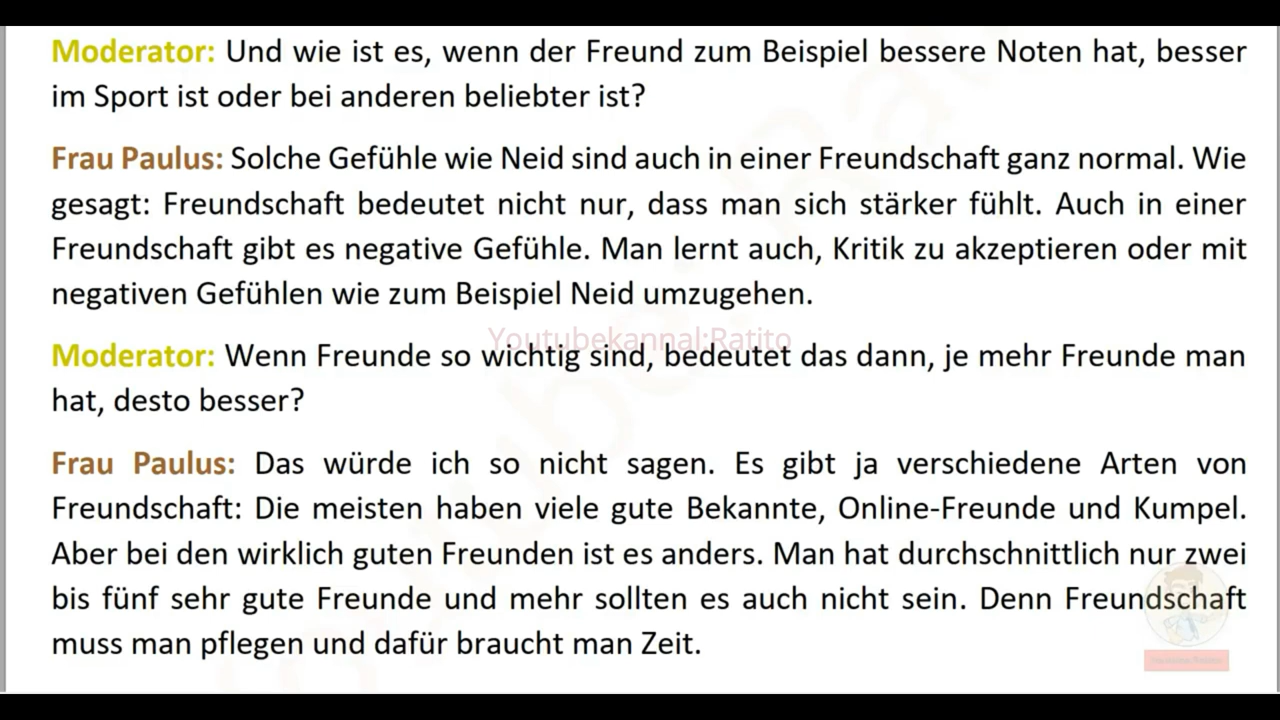 Moderator: Und wie ist es, wenn der Freund zum Beispiel bessere Noten hat, besser
im Sport ist oder bei anderen beliebter ist?
Frau Paulus: Solche Gefühle wie Neid sind auch in einer Freundschaft ganz normal. Wie
gesagt: Freundschaft bedeutet nicht nur, dass man sich stärker fühlt. Auch in einer
Freundschaft gibt es negative Gefühle. Man lernt auch, Kritik zu akzeptieren oder mit
negativen Gefühlen wie zum Beispiel Neid umzugehen.
Youtubekannal:Ratito
Moderator: Wenn Freunde so wichtig sind, bedeutet das dann, je mehr Freunde man
hat, desto besser?
Frau Paulus: Das würde ich so nicht sagen. Es gibt ja verschiedene Arten von
Freundschaft: Die meisten haben viele gute Bekannte, Online-Freunde und Kumpel.
Aber bei den wirklich guten Freunden ist es anders. Man hat durchschnittlich nur zwei
bis fünf sehr gute Freunde und mehr sollten es auch nicht sein. Denn Freundschaft
muss man pflegen und dafür braucht man Zeit.